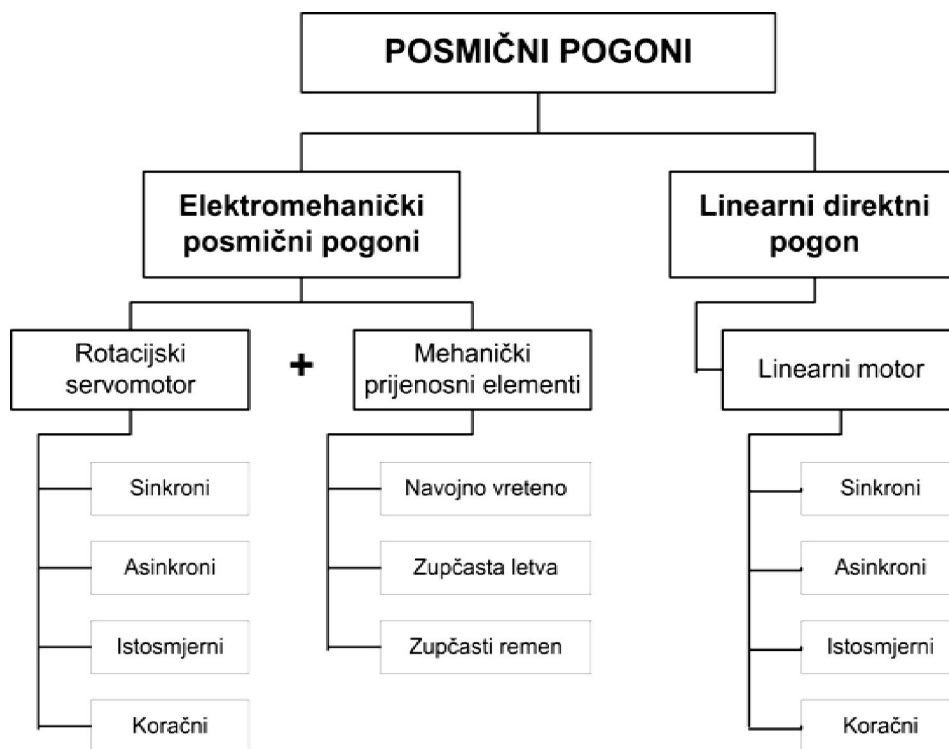 POSMIČNI POGONI
Elektromehanički
posmični pogoni
Linearni direktni
pogon
Rotacijski
servomotor
+
Mehanički
prijenosni elementi
Linearni motor
Sinkroni
Asinkroni
Istosmjerni
Koračni
Navojno vreteno
Zupčasta letva
Zupčasti remen
Sinkroni
Asinkroni
Istosmjerni
Koračni